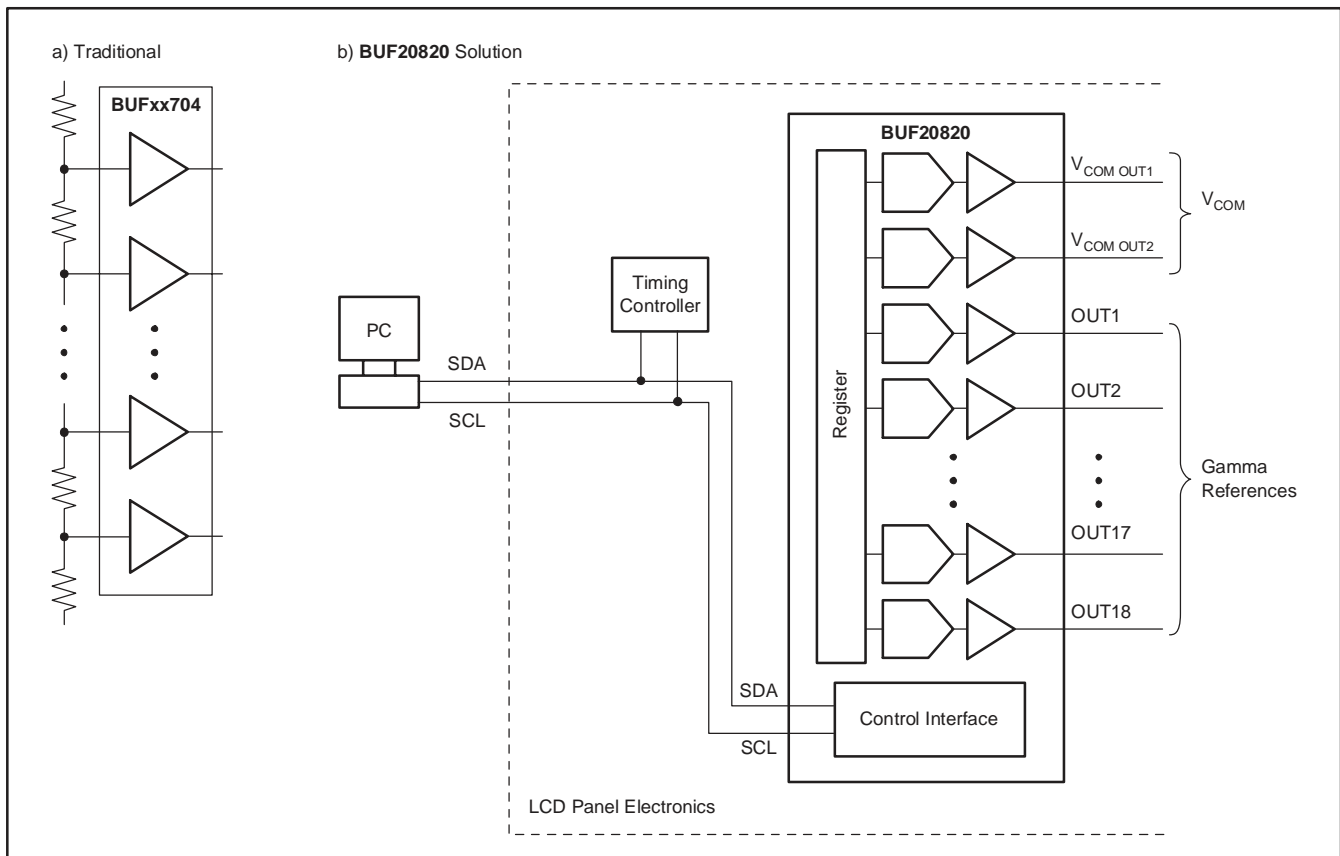 a) Traditional
BUFxx704
b) BUF20820 Solution
BUF20820
Register
V_COM OUT1
V_COM OUT2
V_COM
OUT1
OUT2
OUT17
OUT18
Gamma
References
Timing
Controller
PC
SDA
SCL
SDA
SCL
Control Interface
LCD Panel Electronics